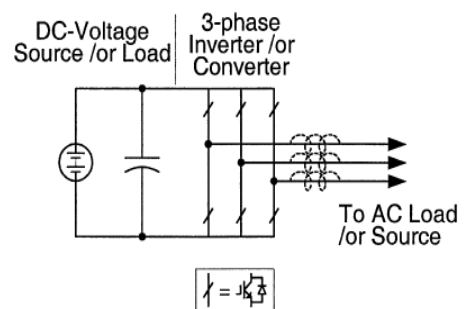 DC-Voltage
Source /or Load
3-phase
Inverter /or
Converter
To AC Load
/or Source
=